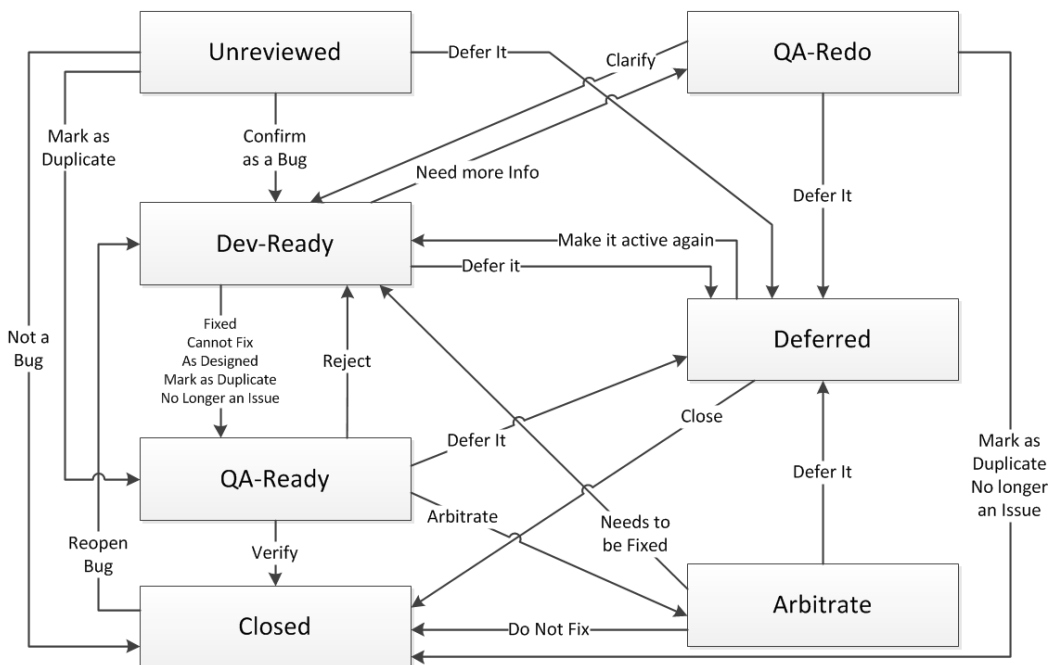 Unreviewed
QA-Redo
Defer It
Clarify
Mark as
Duplicate
Confirm
as a Bug
Need more Info
Defer It
Dev-Ready
Make it active again
Defer it
Not a
Bug
Fixed
Cannot Fix
As Designed
Mark as Duplicate
No Longer an Issue
Reject
Deferred
Close
Defer It
QA-Ready
Mark as
Duplicate
No longer
an Issue
Defer It
Arbitrate
Needs to
be Fixed
Reopen
Bug
Verify
Arbitrate
Closed
Do Not Fix